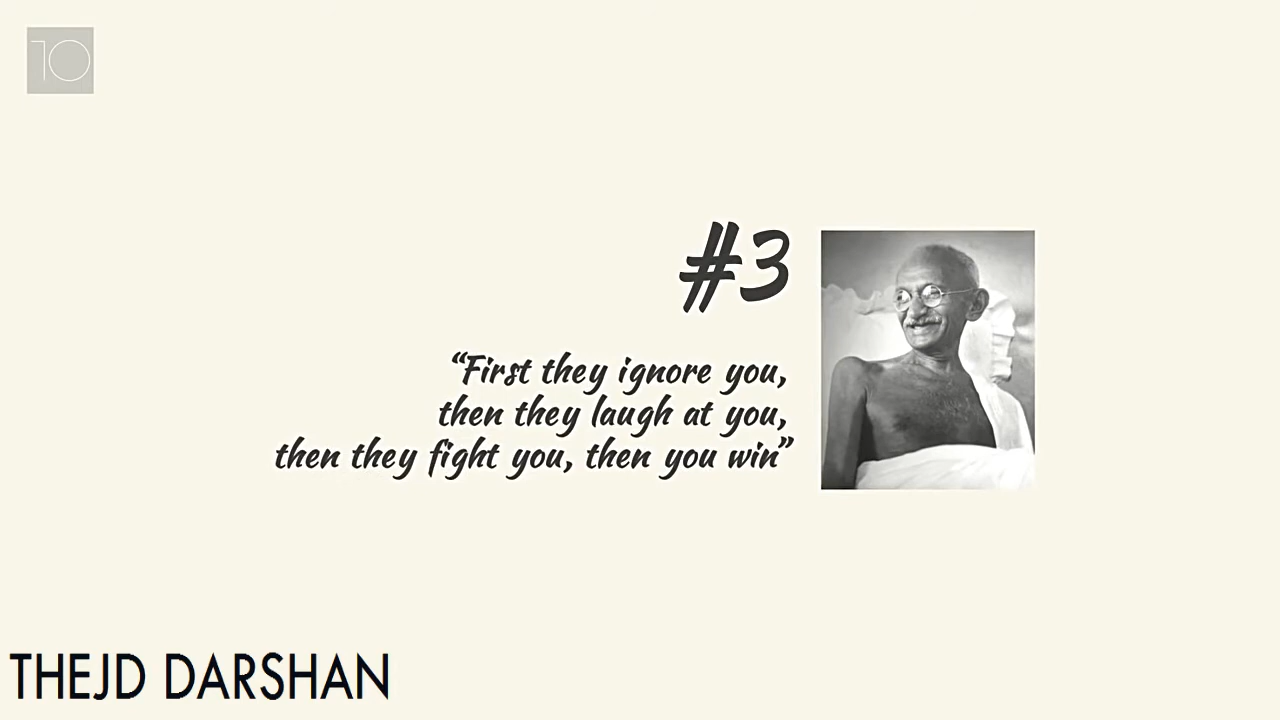 10
#3
“First they ignore you,
then they laugh at you,
then they fight you, then you win”
THEJD DARSHAN